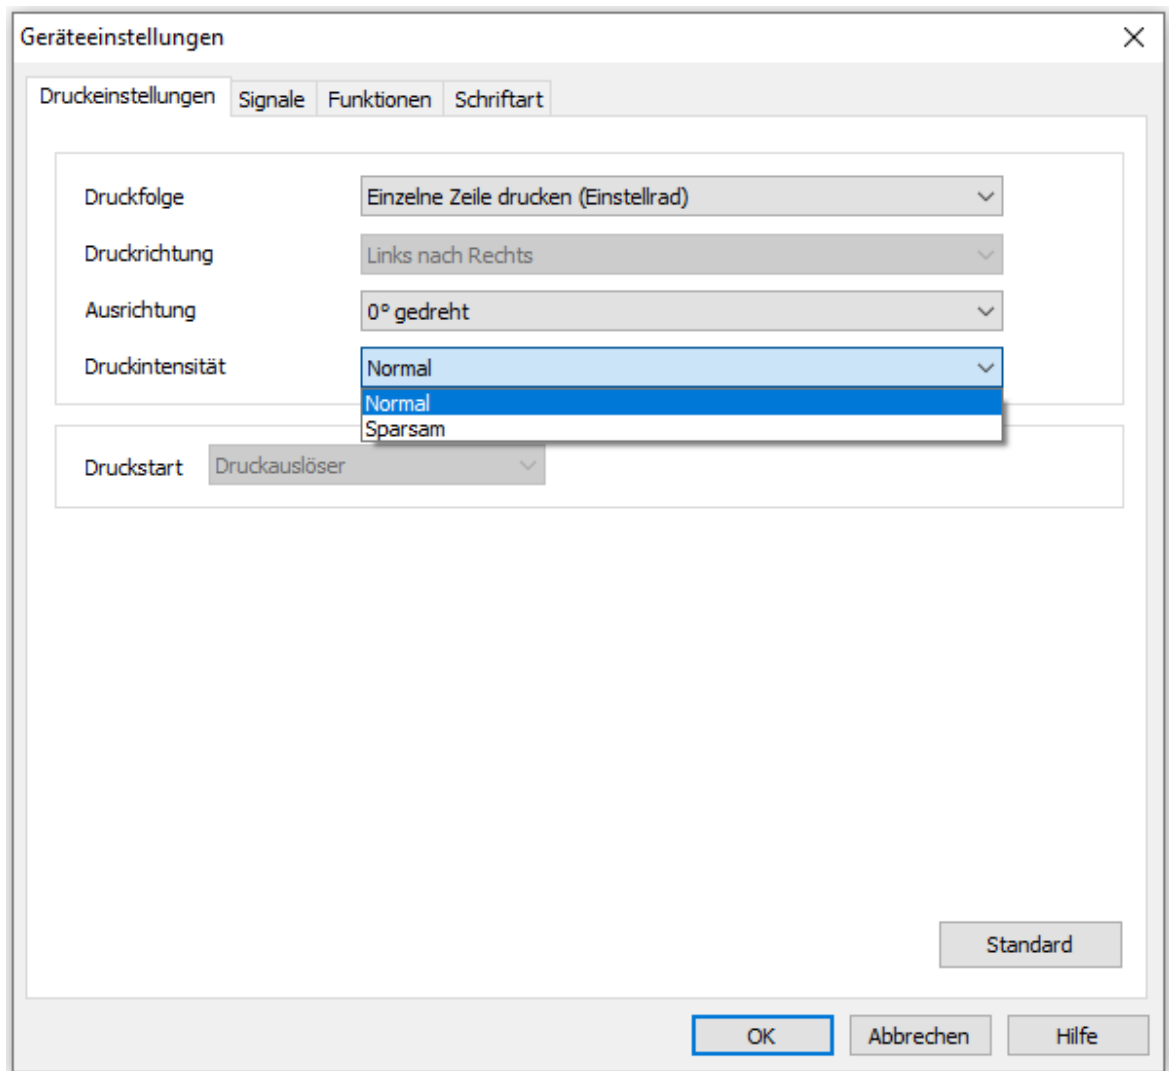 Geräteeinstellungen
Druckeinstellungen Signale Funktionen Schriftart
Druckfolge Einzelne Zeile drucken (Einstellrad)
Druckrichtung Links nach Rechts
Ausrichtung 0° gedreht
Druckintensität Normal
Normal
Sparsam
Druckstart Druckauslöser
Standard
OK Abbrechen Hilfe